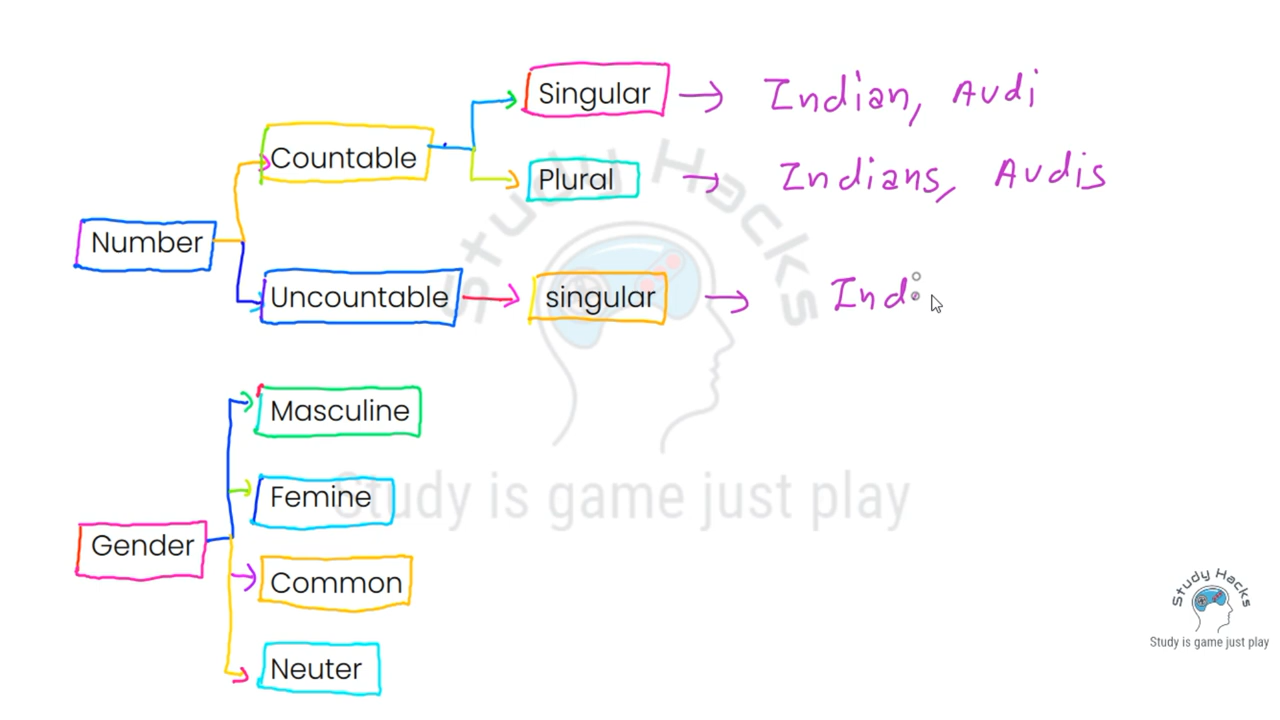 Singular → Indian, Audi
Countable
Plural → Indians, Audis
Number
Uncountable → singular → Indi
Masculine
Femine
Gender
Common
Neuter
Study Hacks
Study is game just play
Study Hacks
Study is game just play